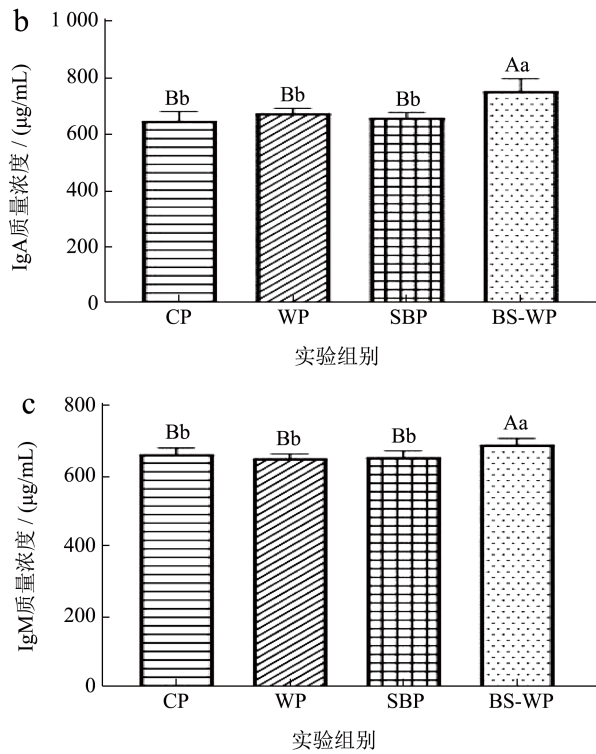 b
IgA质量浓度 / (μg/mL)
1 000
800
600
400
200
0
Bb
Bb
Bb
Aa
CP
WP
SBP
BS-WP
实验组别
c
IgM质量浓度 / (μg/mL)
800
600
400
200
0
Bb
Bb
Bb
Aa
CP
WP
SBP
BS-WP
实验组别